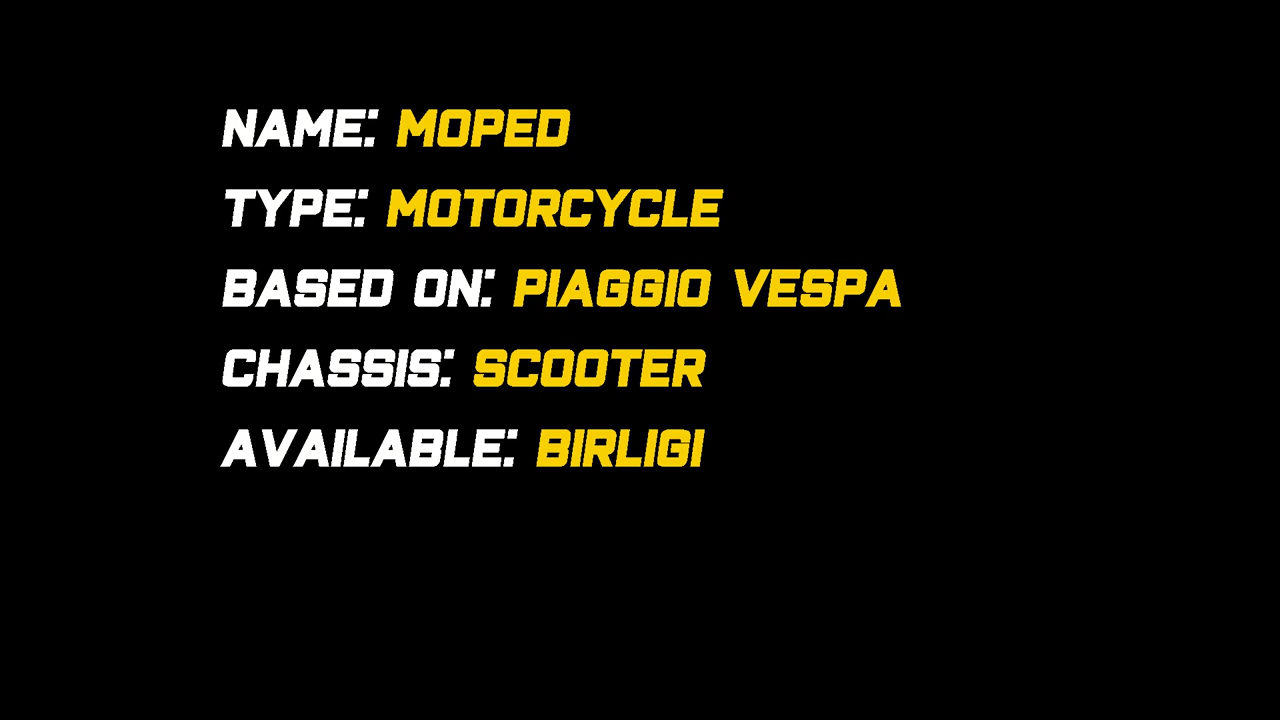 NAME: MOPED
TYPE: MOTORCYCLE
BASED ON: PIAGGIO VESPA
CHASSIS: SCOOTER
AVAILABLE: BIRLIGI